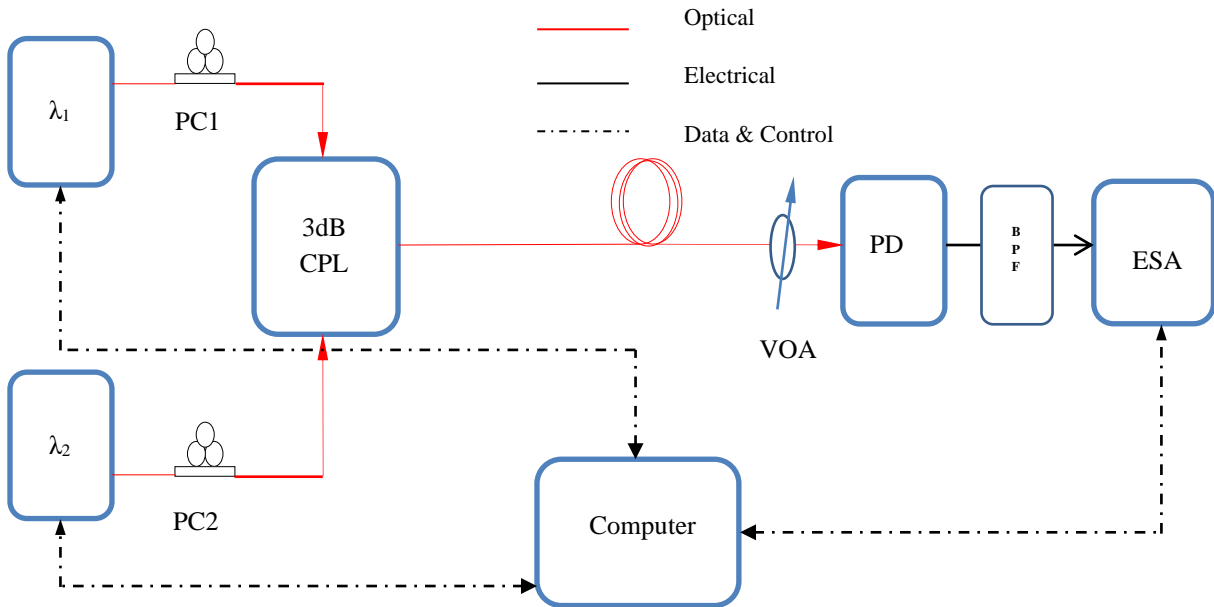 Optical
Electrical
Data & Control
λ₁
PC1
3dB
CPL
PD
B
P
F
ESA
VOA
λ₂
PC2
Computer